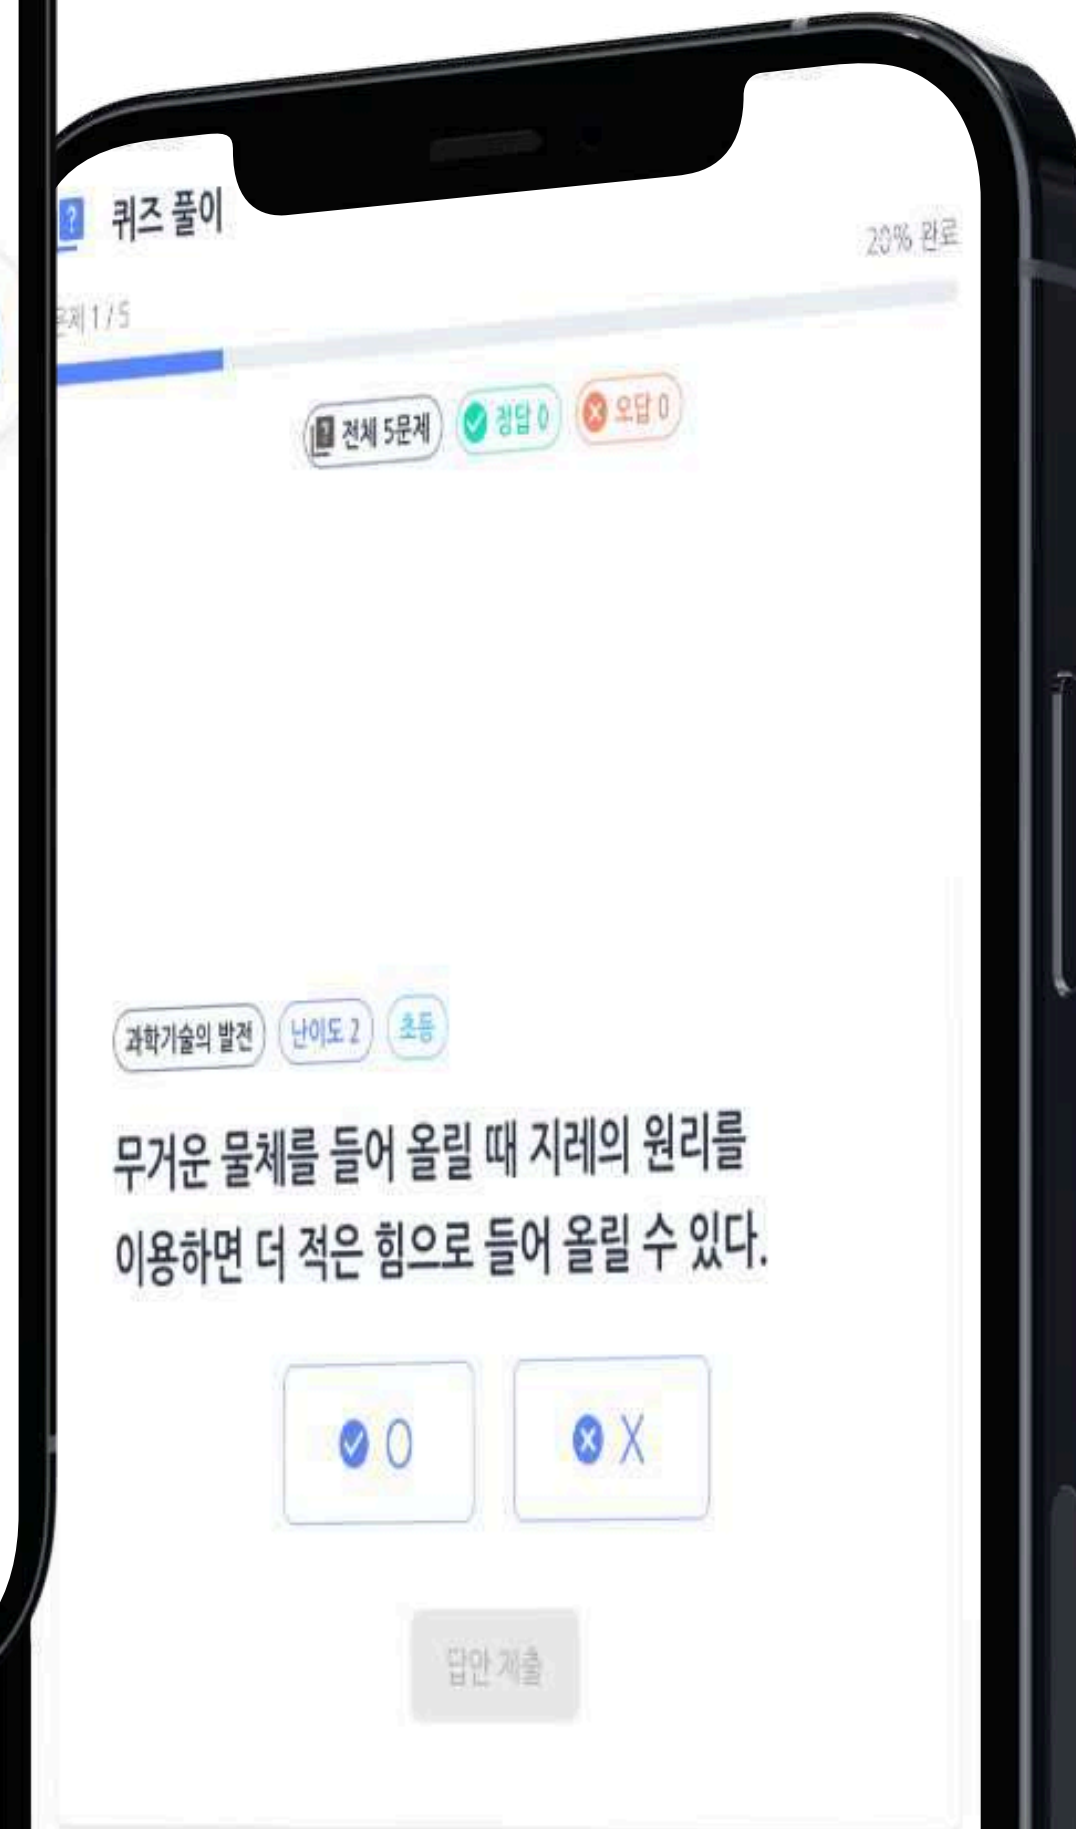 퀴즈 풀이
20% 완료
문제 1 / 5
전체 5문제
정답 0
오답 0
과학기술의 발전
난이도 2
초등
무거운 물체를 들어 올릴 때 지레의 원리를
이용하면 더 적은 힘으로 들어 올릴 수 있다.
O
X
답안 제출